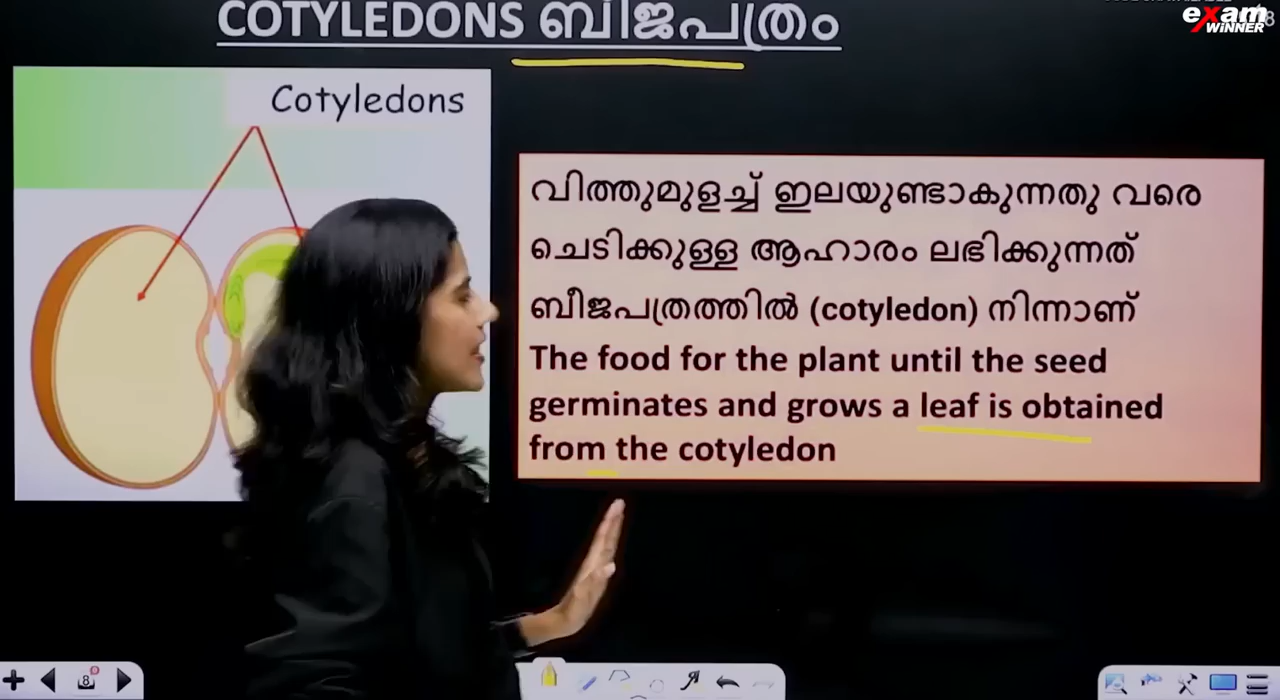 COTYLEDONS ബീജപത്രം
exam
WiNNER
Cotyledons
വിത്തുമുളച്ച് ഇലയുണ്ടാകുന്നതു വരെ
ചെടിക്കുള്ള ആഹാരം ലഭിക്കുന്നത്
ബീജപത്രത്തിൽ (cotyledon) നിന്നാണ്
The food for the plant until the seed
germinates and grows a leaf is obtained
from the cotyledon
8